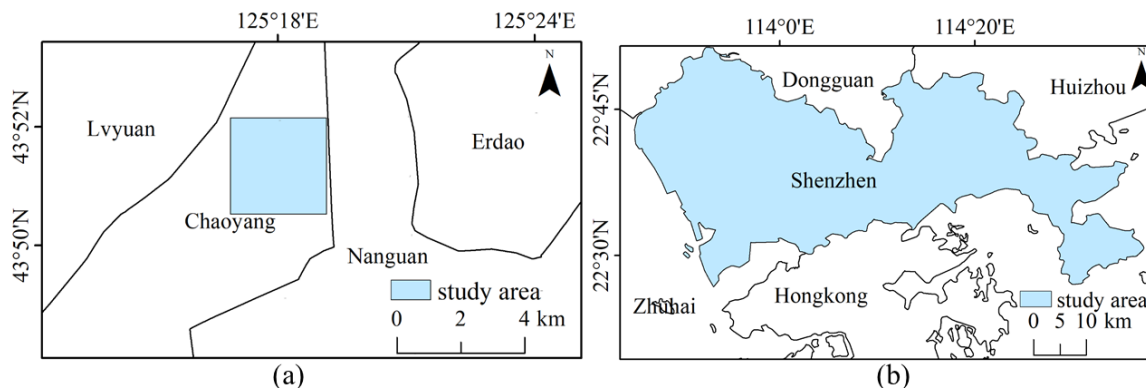 125°18'E
125°24'E
N
43°52'N
43°50'N
Lvyuan
Erdao
Chaoyang
Nanguan
study area
0 2 4 km
(a)
114°0'E
114°20'E
N
22°45'N
22°30'N
Dongguan
Huizhou
Shenzhen
Zhuhai
Hongkong
study area
0 5 10 km
(b)